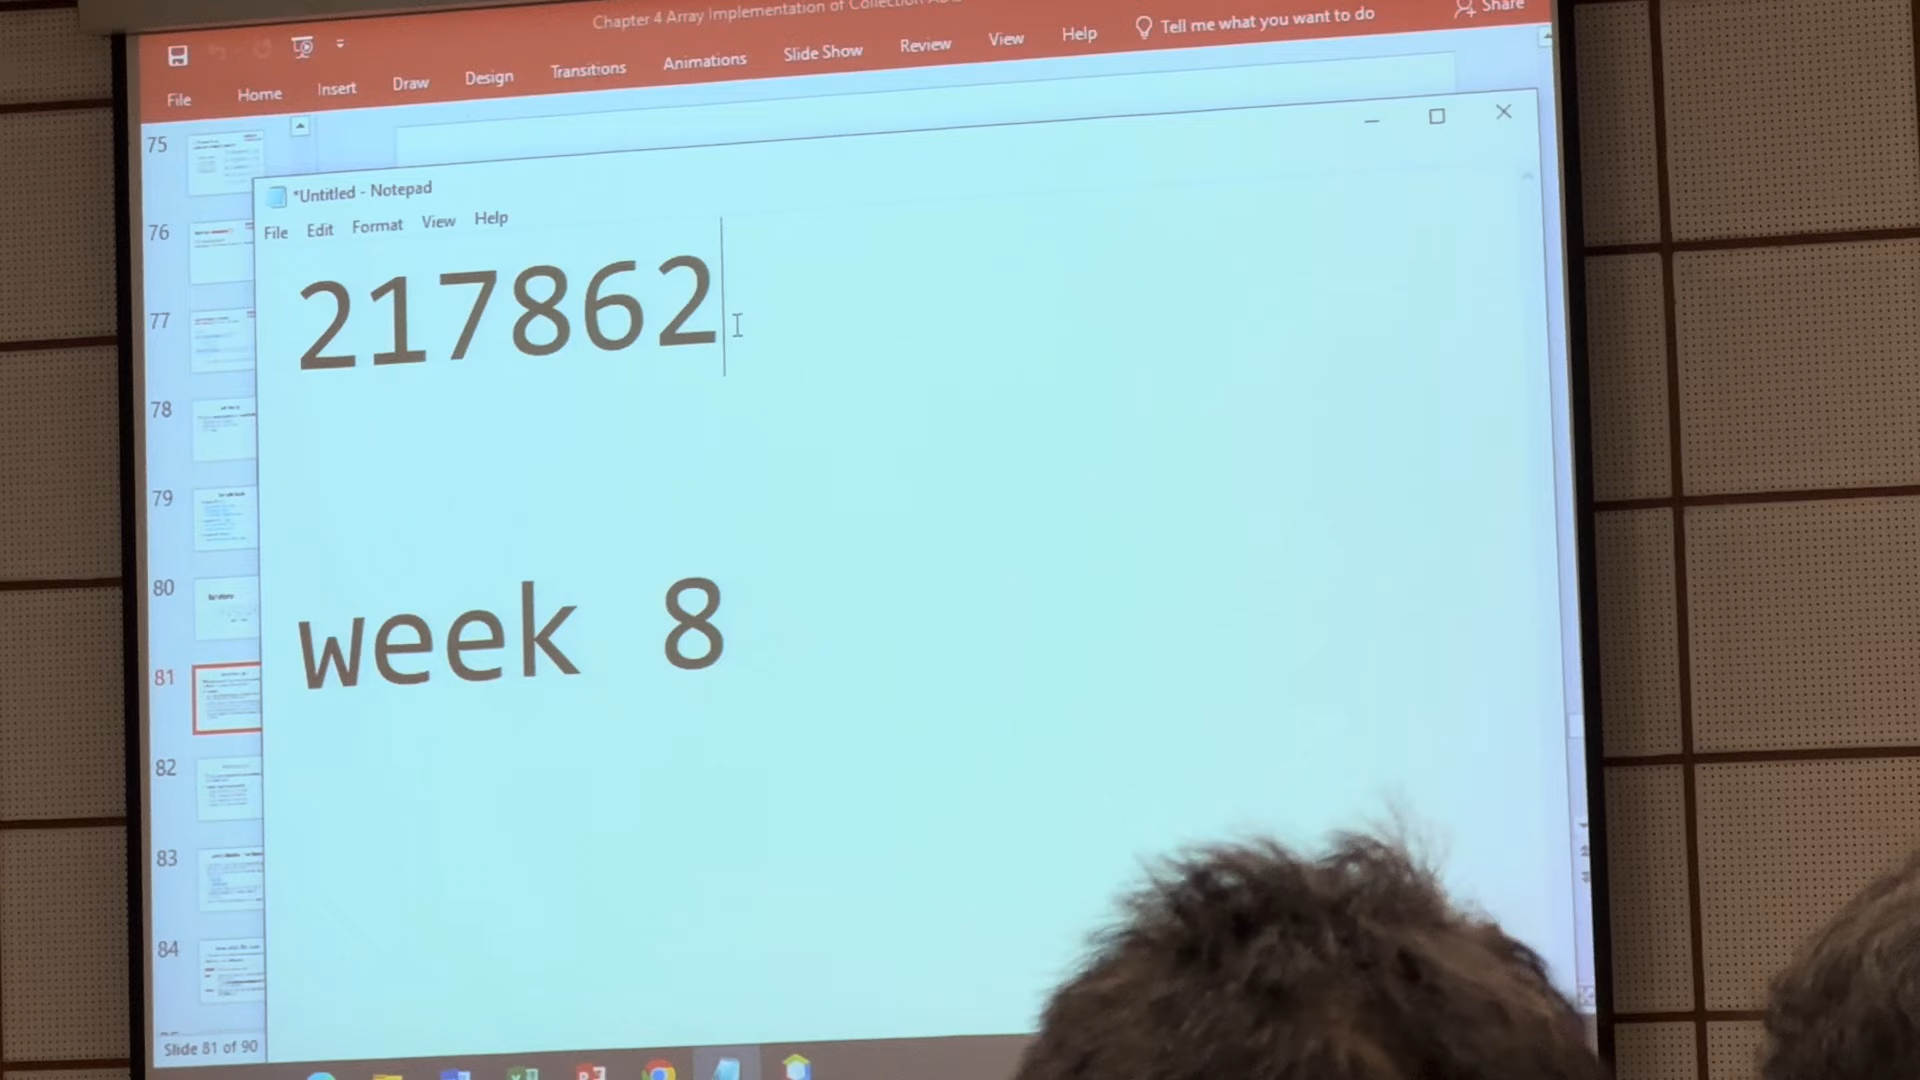 Chapter 4 Array Implementation of Collection AD
Tell me what you want to do
Share
File Home Insert Draw Design Transitions Animations Slide Show Review View Help
75
76
77
78
79
80
81
82
83
84
*Untitled - Notepad
File Edit Format View Help
217862
week 8
Slide 81 of 90